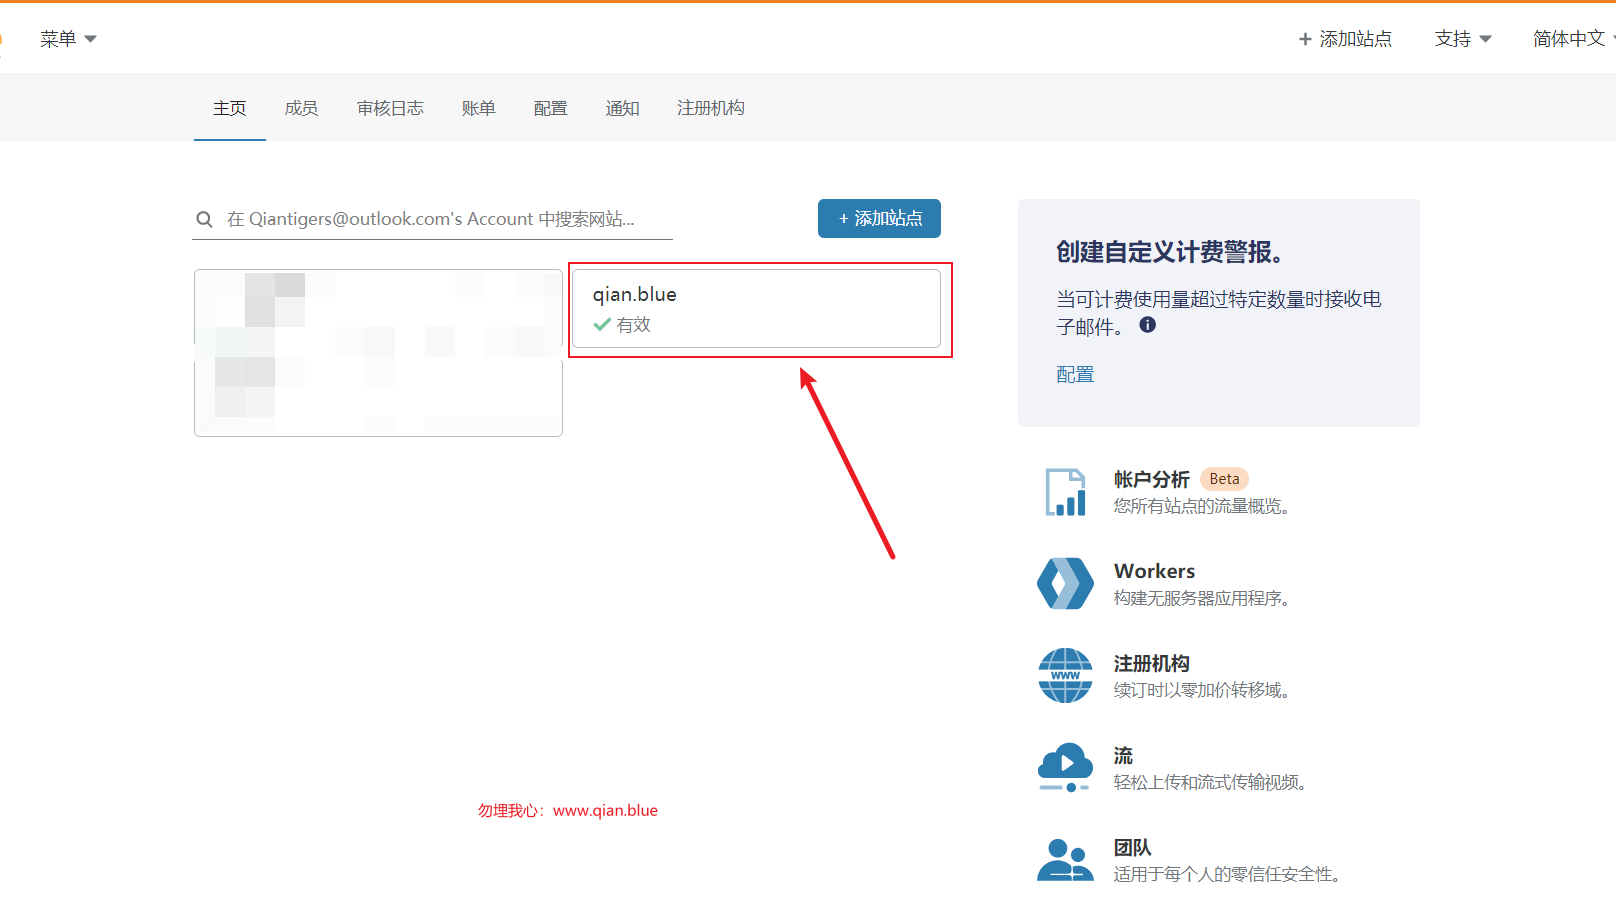 菜单
+ 添加站点
支持
简体中文
主页
成员
审核日志
账单
配置
通知
注册机构
在 Qiantigers@outlook.com's Account 中搜索网站...
+ 添加站点
qian.blue
有效
创建自定义计费警报。
当可计费使用量超过特定数量时接收电
子邮件。
配置
帐户分析 Beta
您所有站点的流量概览。
Workers
构建无服务器应用程序。
www
注册机构
续订时以零加价转移域。
流
轻松上传和流式传输视频。
勿埋我心：www.qian.blue
团队
适用于每个人的零信任安全性。